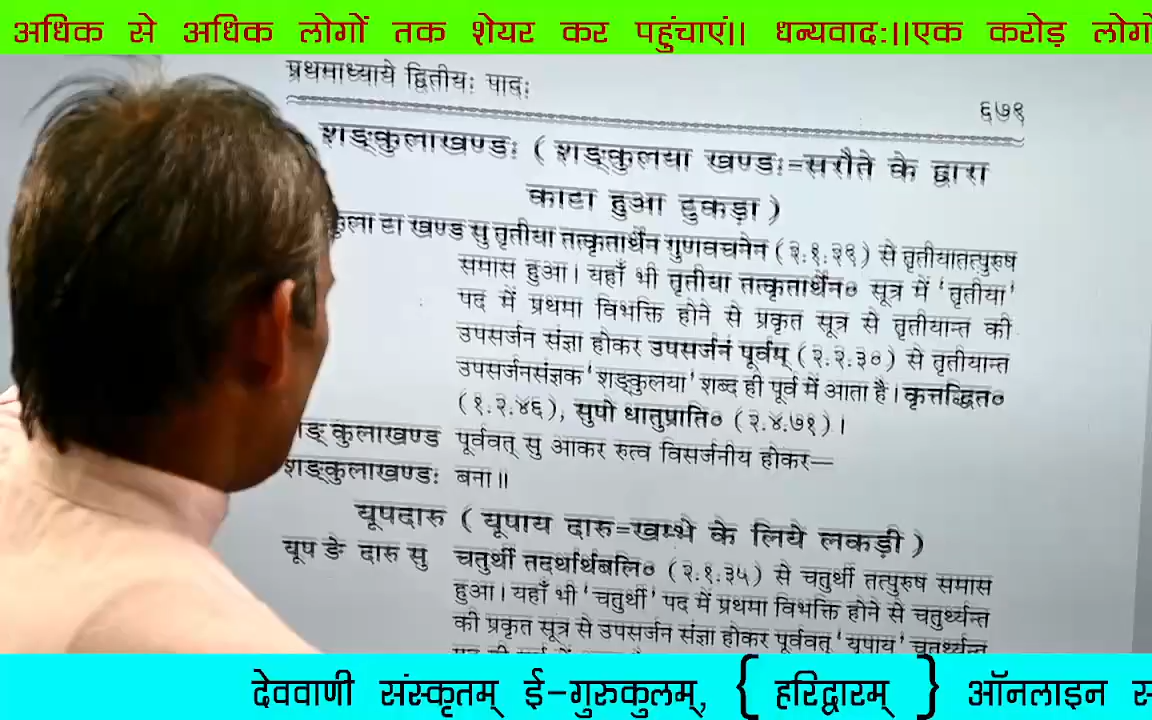 अधिक से अधिक लोगों तक शेयर कर पहुंचाएं।। धन्यवादः।।एक करोड़ लोगो
प्रथमाध्याये द्वितीयः पादः
६७९
शङ्कुलाखण्डः ( शङ्कुलया खण्डः=सरौते के द्वारा
काटा हुआ टुकड़ा )
कुला टा खण्ड सु तृतीया तत्कृतार्थेन गुणवचनेन (२.१.२९) से तृतीयातत्पुरुष
समास हुआ। यहाँ भी तृतीया तत्कृतार्थेन० सूत्र में 'तृतीया'
पद में प्रथमा विभक्ति होने से प्रकृत सूत्र से तृतीयान्त की
उपसर्जन संज्ञा होकर उपसर्जनं पूर्वम् (२.२.३०) से तृतीयान्त
उपसर्जनसंज्ञक 'शङ्कुलया' शब्द ही पूर्व में आता है। कृत्तद्धित०
(१.२.४६), सुपो धातुप्राति० (२.४.७१)।
ङ्कुलाखण्ड पूर्ववत् सु आकर रुत्व विसर्जनीय होकर—
शङ्कुलाखण्डः बना॥
यूपदारु ( यूपाय दारु=खम्भे के लिये लकड़ी )
यूप ङे दारु सु चतुर्थी तदर्थार्थबलि० (२.१.३५) से चतुर्थी तत्पुरुष समास
हुआ। यहाँ भी 'चतुर्थी' पद में प्रथमा विभक्ति होने से चतुर्थ्यन्त
की प्रकृत सूत्र से उपसर्जन संज्ञा होकर पूर्ववत् 'यूपाय' चतुर्थ्यन्त
देववाणी संस्कृतम् ई-गुरुकुलम्, { हरिद्वारम् } ऑनलाइन स